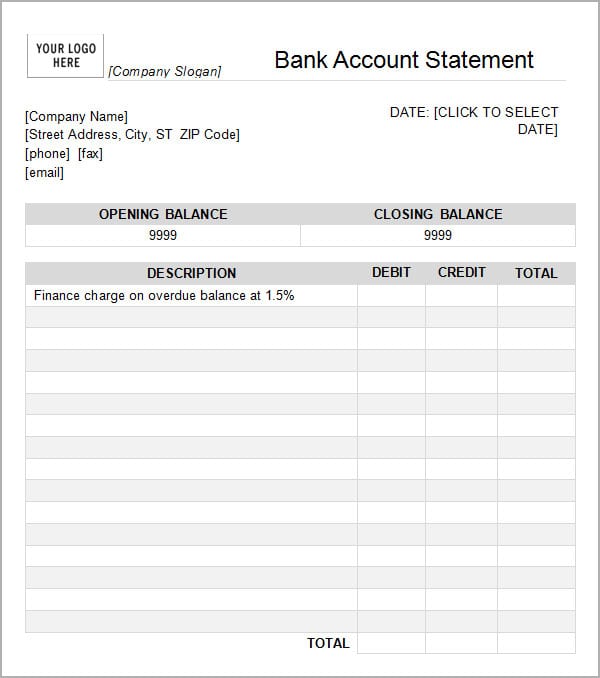 YOUR LOGO
HERE
[Company Slogan]
Bank Account Statement
[Company Name]
[Street Address, City, ST  ZIP Code]
[phone]  [fax]
[email]
DATE: [CLICK TO SELECT
DATE]
OPENING BALANCE CLOSING BALANCE
9999 9999
DESCRIPTION DEBIT CREDIT TOTAL
Finance charge on overdue balance at 1.5%
TOTAL